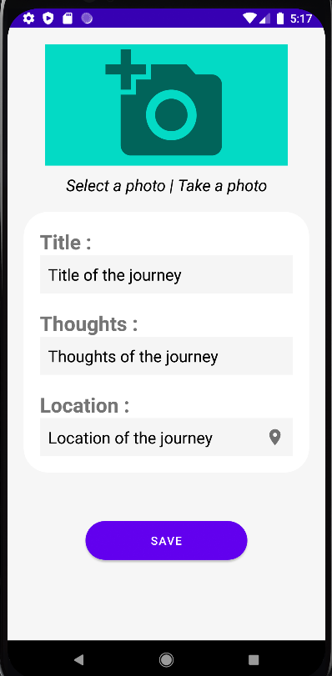 5:17
Select a photo | Take a photo
Title :
Title of the journey
Thoughts :
Thoughts of the journey
Location :
Location of the journey
SAVE